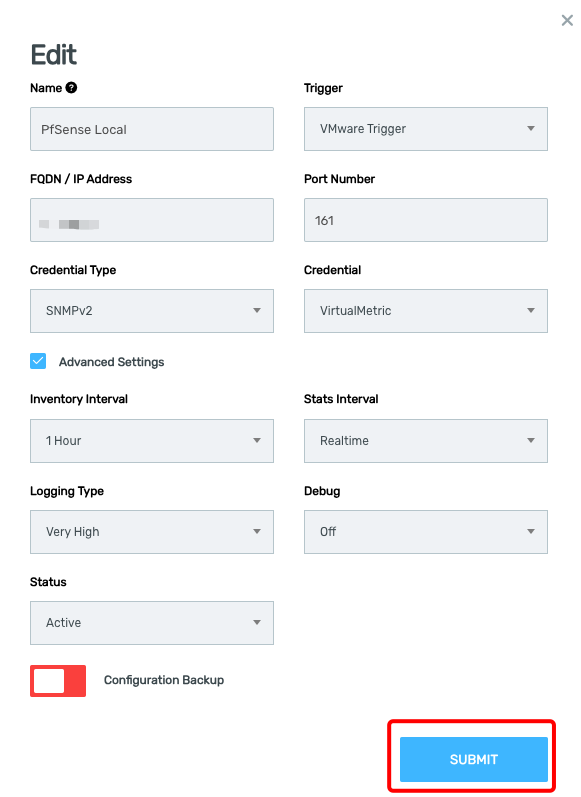 Edit
Name ?
Trigger
PfSense Local
VMware Trigger
FQDN / IP Address
Port Number
161
Credential Type
Credential
SNMPv2
VirtualMetric
Advanced Settings
Inventory Interval
Stats Interval
1 Hour
Realtime
Logging Type
Debug
Very High
Off
Status
Active
Configuration Backup
SUBMIT